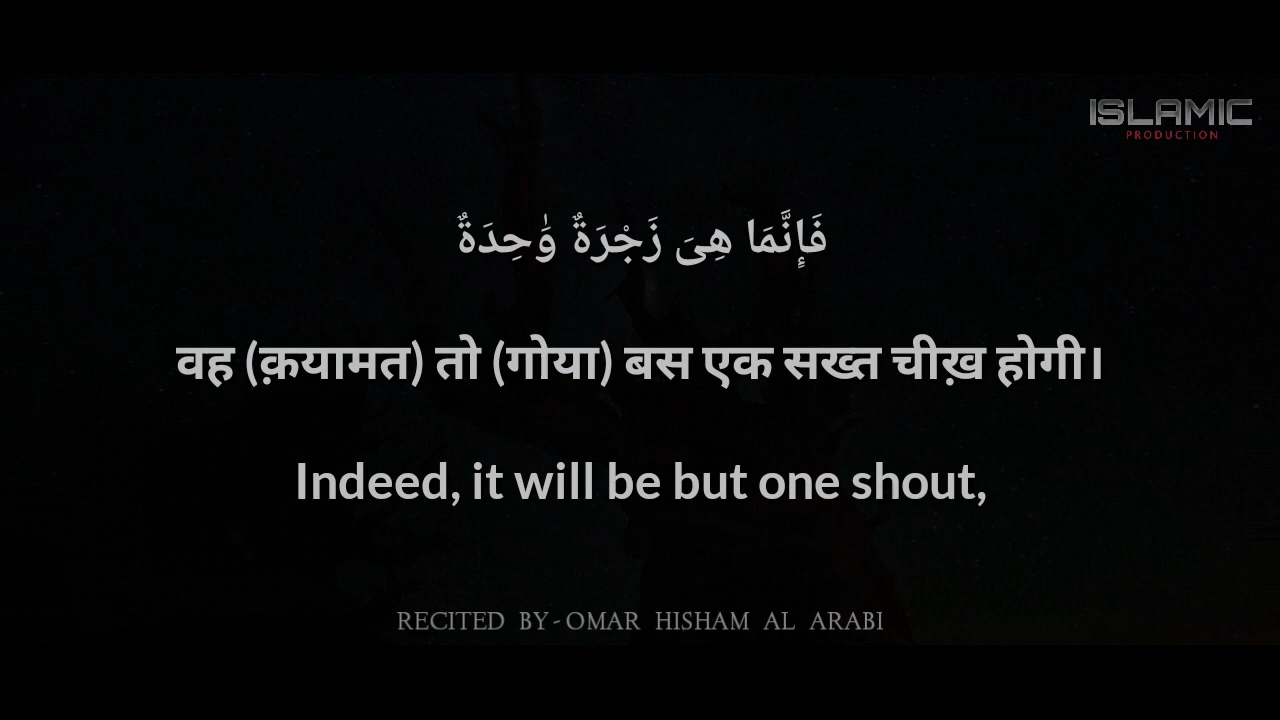 ISLAMIC
PRODUCTION
فَإِنَّمَا هِىَ زَجْرَةٌ وَٰحِدَةٌ
वह (क़यामत) तो (गोया) बस एक सख्त चीख़ होगी।
Indeed, it will be but one shout,
RECITED BY-OMAR HISHAM AL ARABI